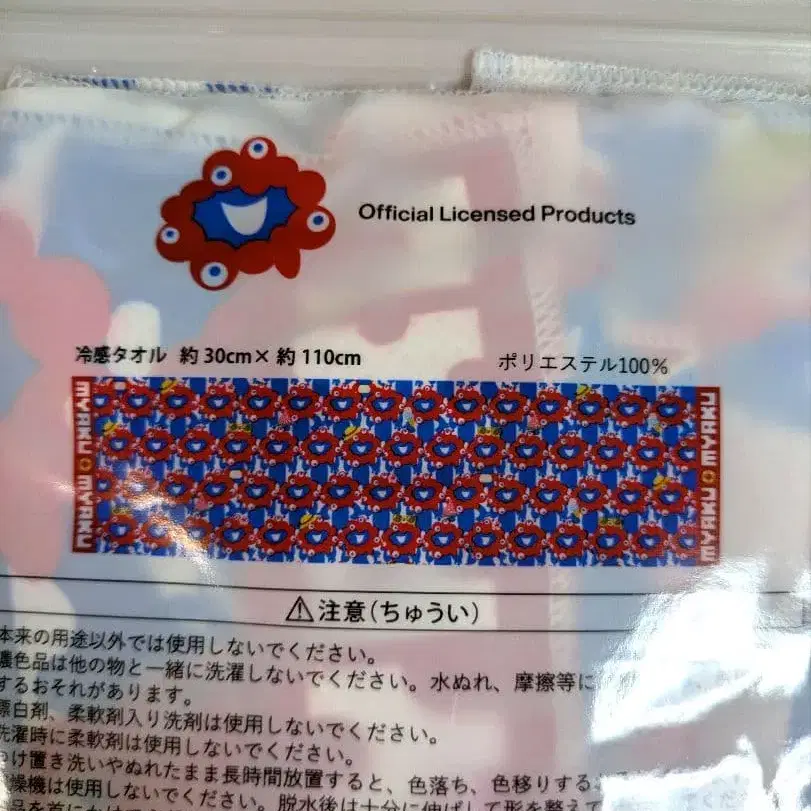 Official Licensed Products
冷感タオル 約30cm×約110cm
ポリエステル100%
MYAKU MYAKU
MYAKU MYAKU
⚠注意(ちゅうい)
本来の用途以外では使用しないでください。
濃色品は他の物と一緒に洗濯しないでください。水ぬれ、摩擦等に
するおそれがあります。
漂白剤、柔軟剤入り洗剤は使用しないでください。
洗濯時に柔軟剤は使用しないでください。
つけ置き洗いやぬれたまま長時間放置すると、色落ち、色移りする
燥機は使用しないでください。脱水後は十分に伸ばして形を整えて
品を首にかけ